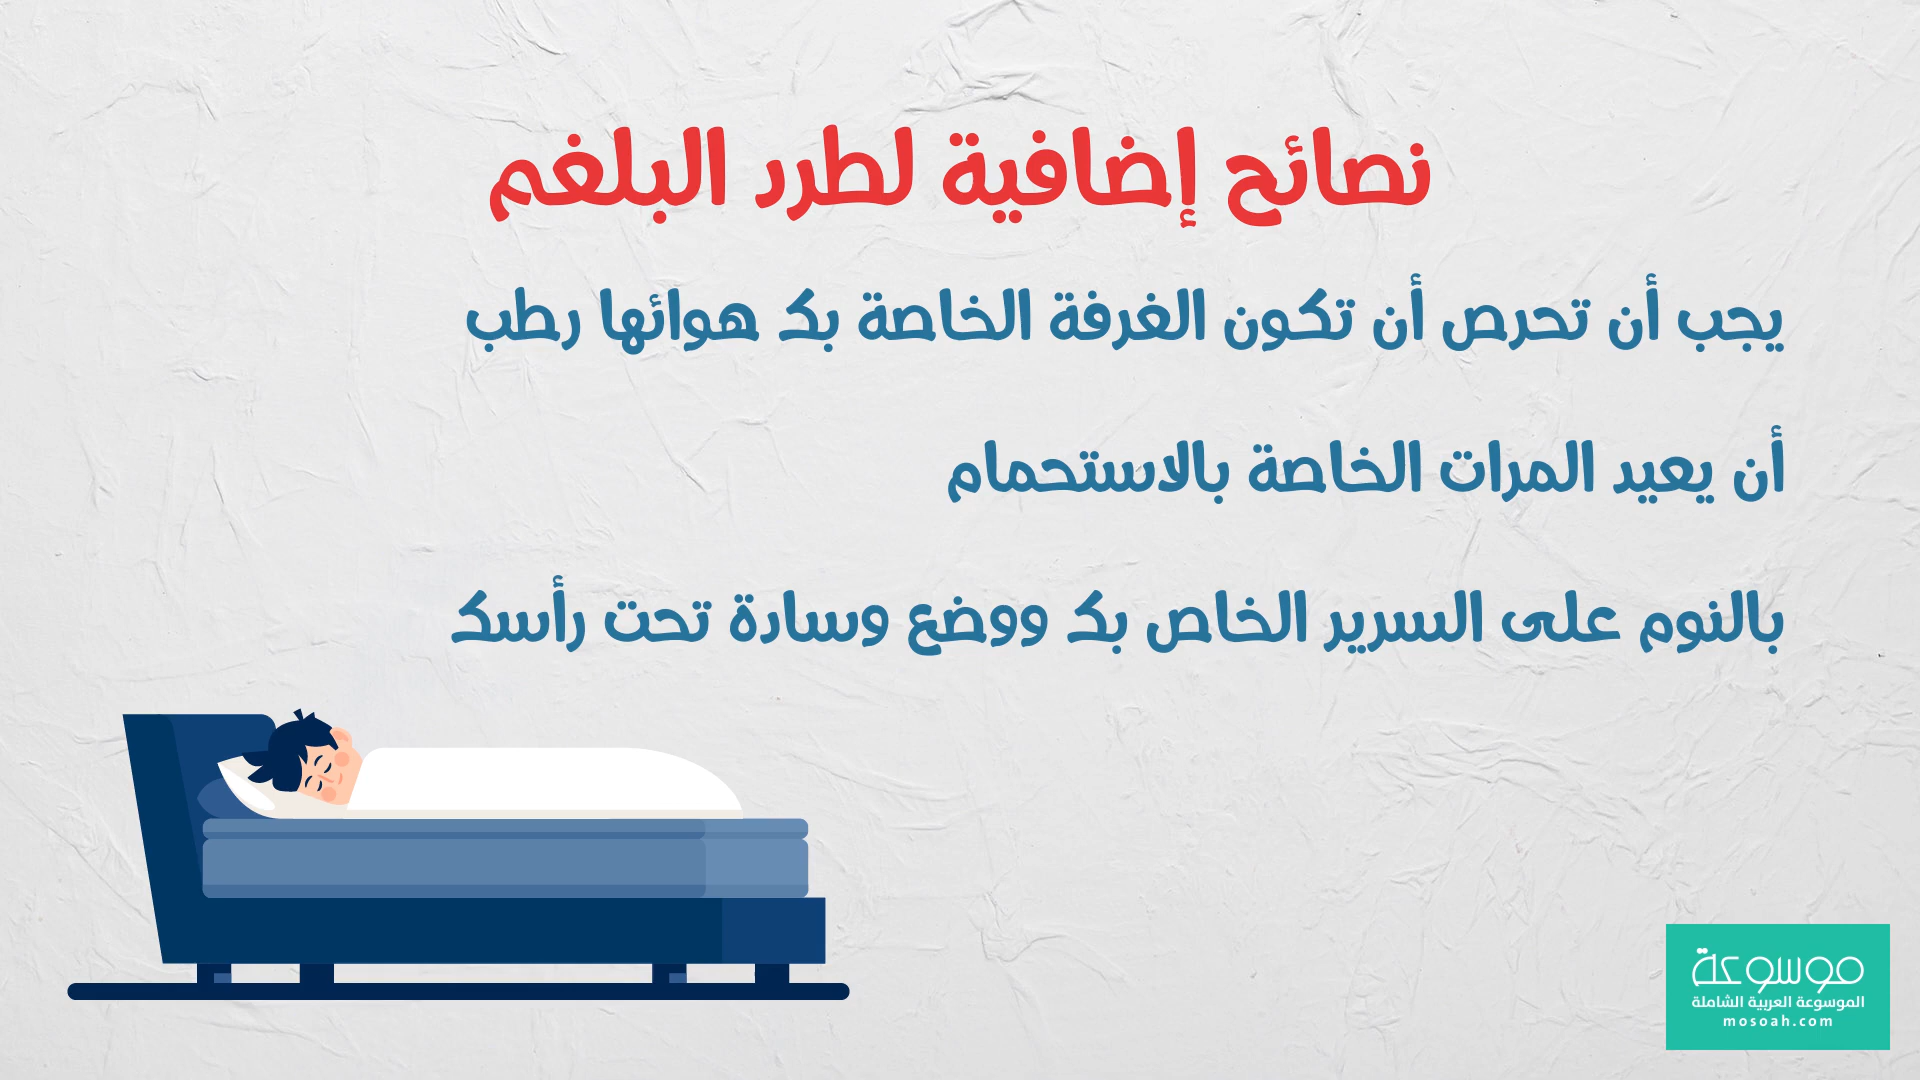 نصائح إضافية لطرد البلغم
يجب أن تحرص أن تكون الغرفة الخاصة بك هوائها رطب
أن يعيد المرات الخاصة بالاستحمام
بالنوم على السرير الخاص بك ووضع وسادة تحت رأسك
موسوعة
الموسوعة العربية الشاملة
mosoah.com